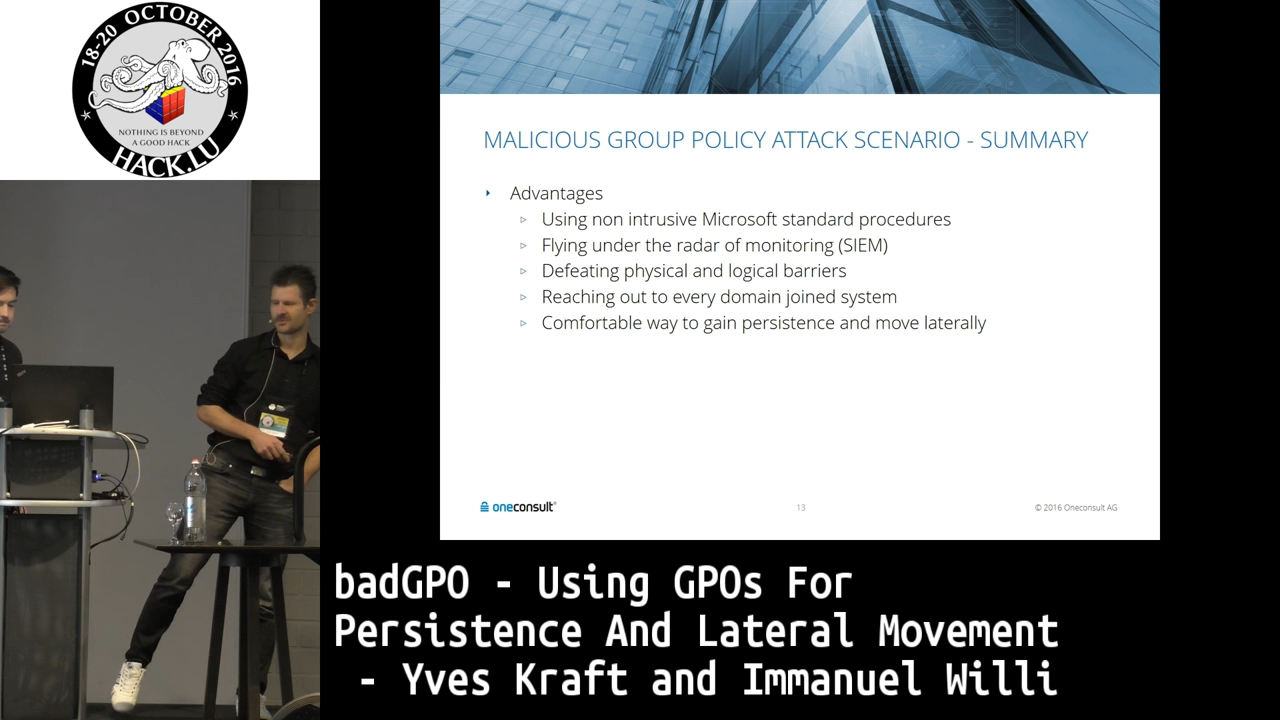 18-20 OCTOBER 2016
NOTHING IS BEYOND
A GOOD HACK
HACK.LU
MALICIOUS GROUP POLICY ATTACK SCENARIO - SUMMARY
Advantages
Using non intrusive Microsoft standard procedures
Flying under the radar of monitoring (SIEM)
Defeating physical and logical barriers
Reaching out to every domain joined system
Comfortable way to gain persistence and move laterally
oneconsult
13
© 2016 Oneconsult AG
badGPO - Using GPOs For
Persistence And Lateral Movement
- Yves Kraft and Immanuel Willi